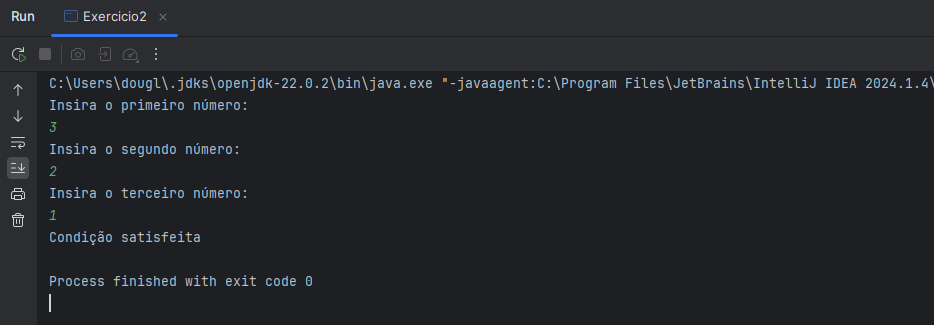 Run Exercicio2
C:\Users\dougl\.jdks\openjdk-22.0.2\bin\java.exe "-javaagent:C:\Program Files\JetBrains\IntelliJ IDEA 2024.1.4\
Insira o primeiro número:
3
Insira o segundo número:
2
Insira o terceiro número:
1
Condição satisfeita
Process finished with exit code 0